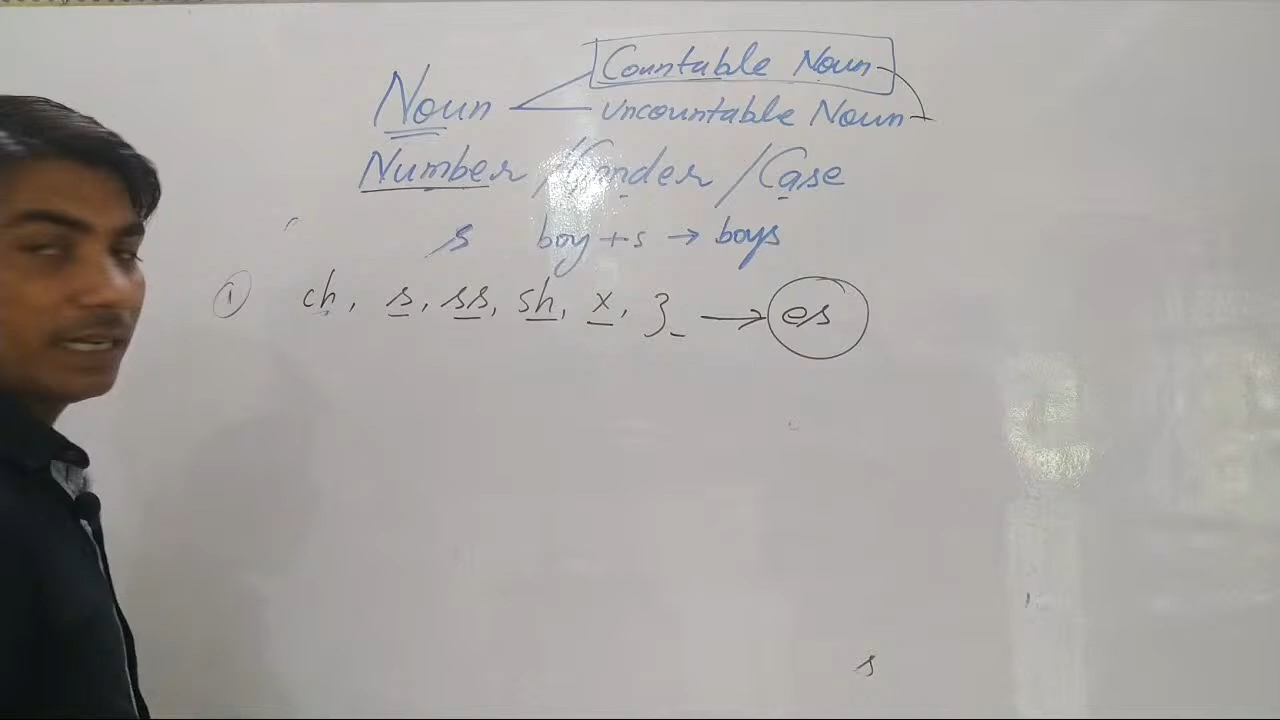 Countable Noun
Noun
Uncountable Noun
Number / Gender / Case
s boy + s → boys
① ch, s, ss, sh, x, z → es
s